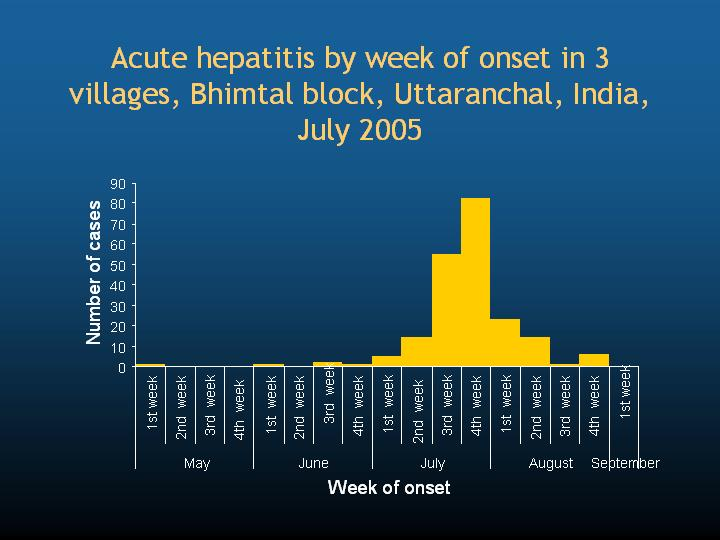 Acute hepatitis by week of onset in 3
villages, Bhimtal block, Uttaranchal, India,
July 2005
Number of cases
90
80
70
60
50
40
30
20
10
0
1st week
2nd week
3rd week
4th week
1st week
2nd week
3rd week
4th week
1st week
2nd week
3rd week
4th week
1st week
2nd week
3rd week
4th week
1st week
May
June
July
August
September
Week of onset